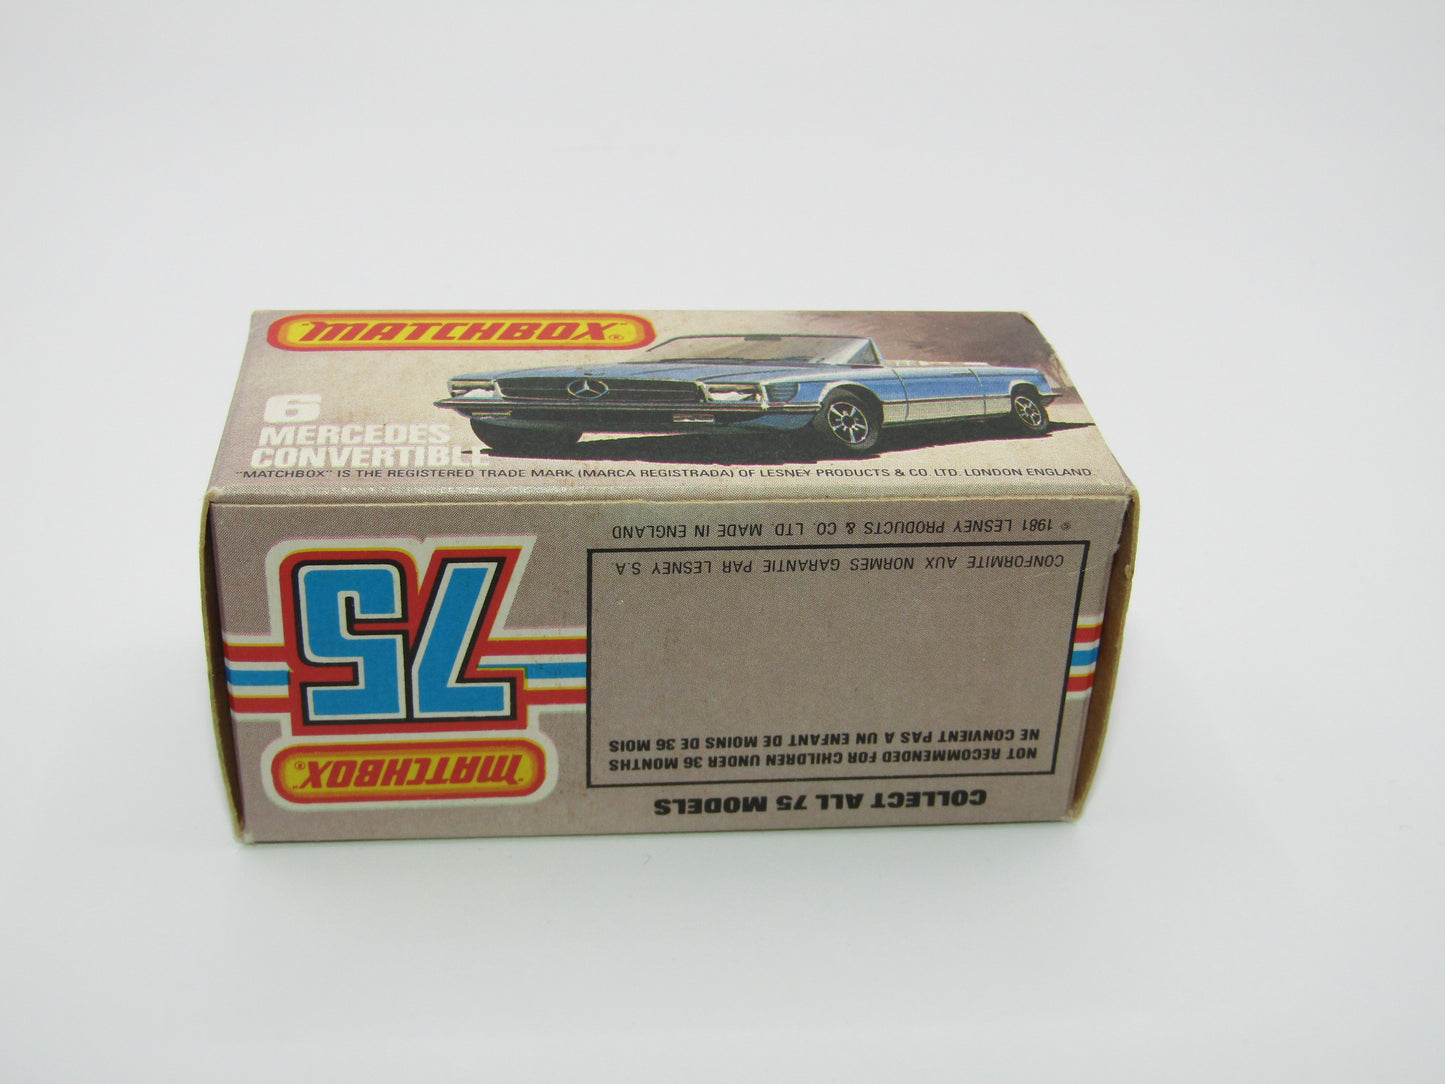 "MATCHBOX"®
6
MERCEDES
CONVERTIBLE
"MATCHBOX" IS THE REGISTERED TRADE MARK (MARCA REGISTRADA) OF LESNEY PRODUCTS & CO. LTD. LONDON ENGLAND.
COLLECT ALL 75 MODELS
NOT RECOMMENDED FOR CHILDREN UNDER 36 MONTHS
NE CONVIENT PAS A UN ENFANT DE MOINS DE 36 MOIS
CONFORMITE AUX NORMES GARANTIE PAR LESNEY S.A.
© 1981 LESNEY PRODUCTS & CO. LTD. MADE IN ENGLAND
"MATCHBOX"®
75